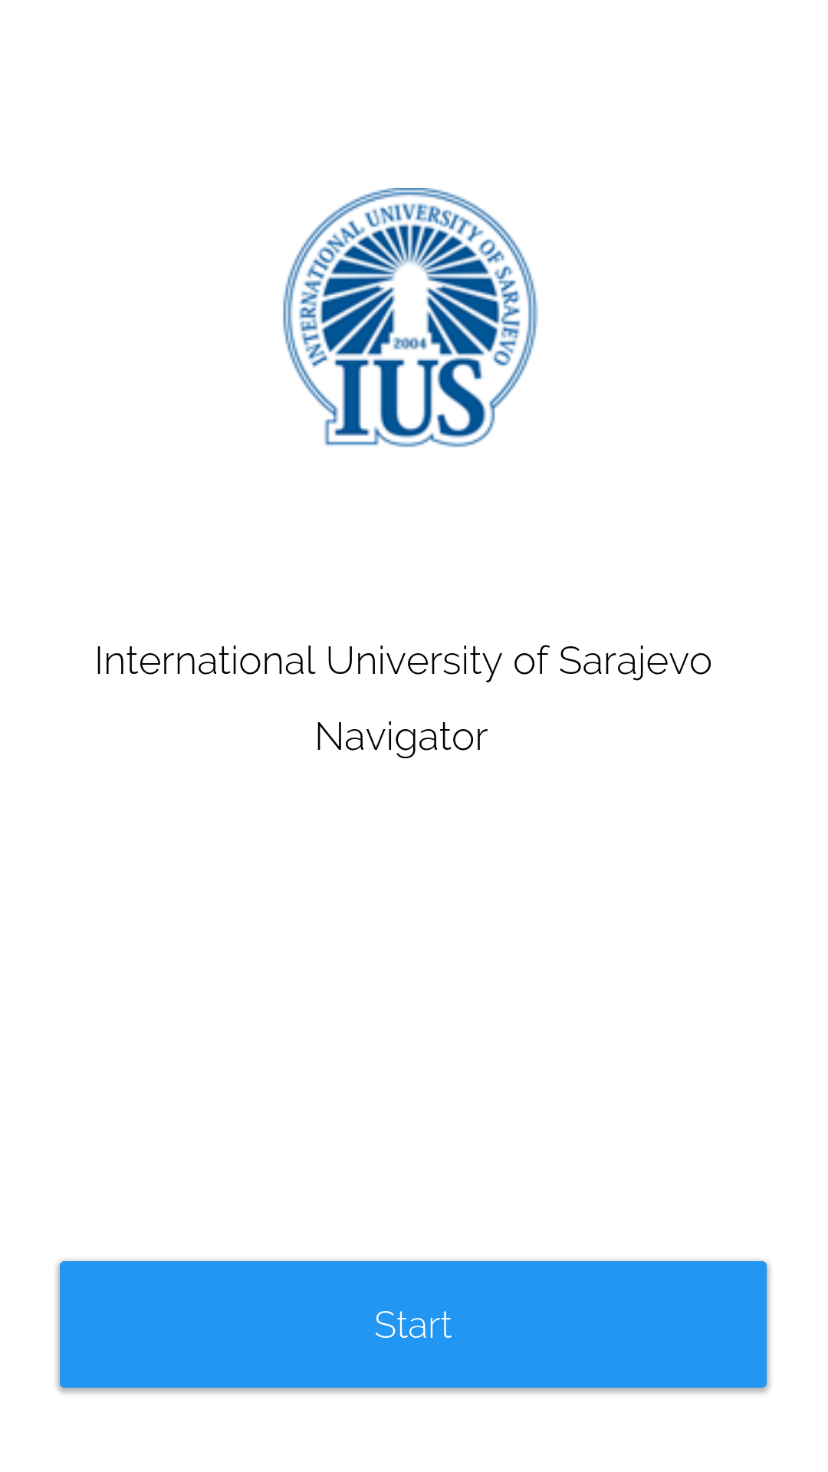 INTERNATIONAL UNIVERSITY OF SARAJEVO
2004
IUS
International University of Sarajevo
Navigator
Start